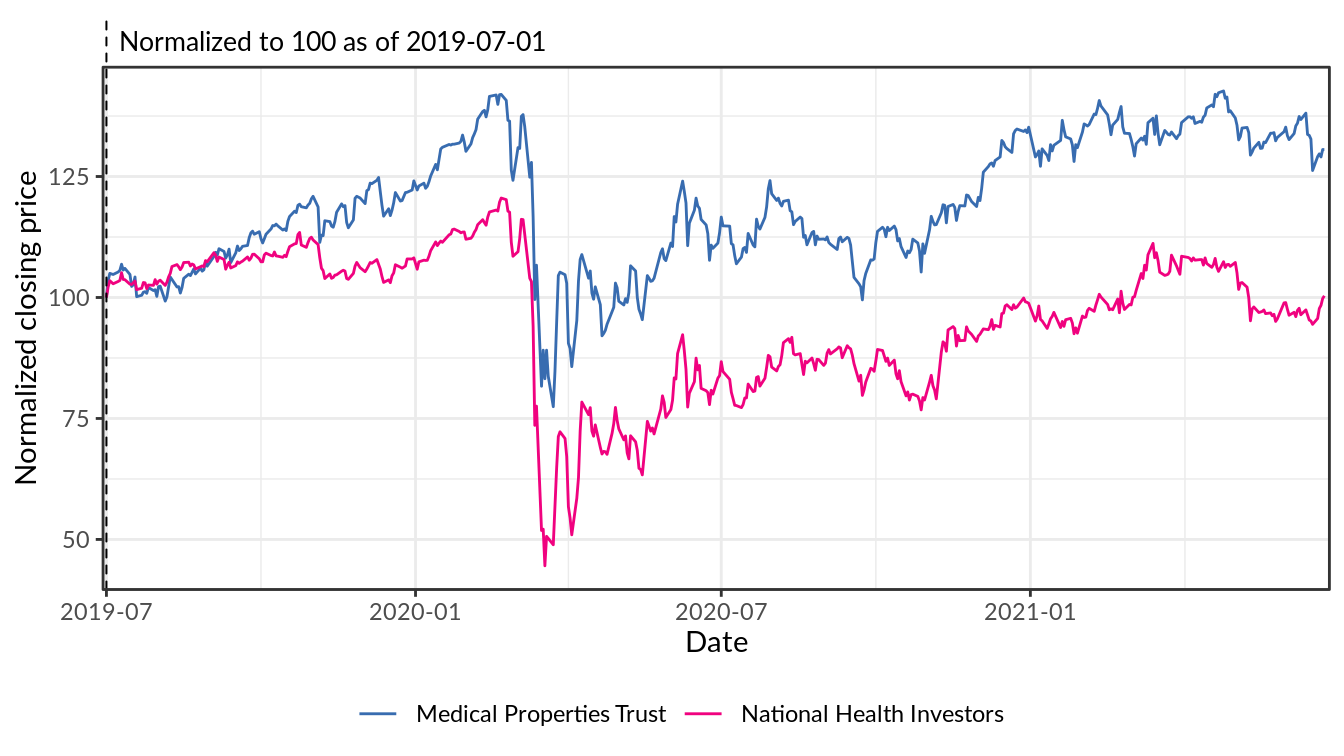 Normalized to 100 as of 2019-07-01
Normalized closing price
125
100
75
50
2019-07
2020-01
2020-07
2021-01
Date
Medical Properties Trust
National Health Investors